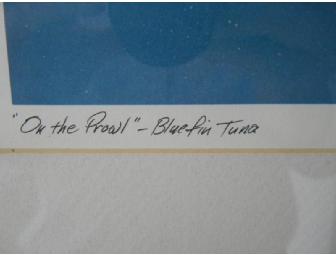 "On the Prowl" - Bluefin Tuna